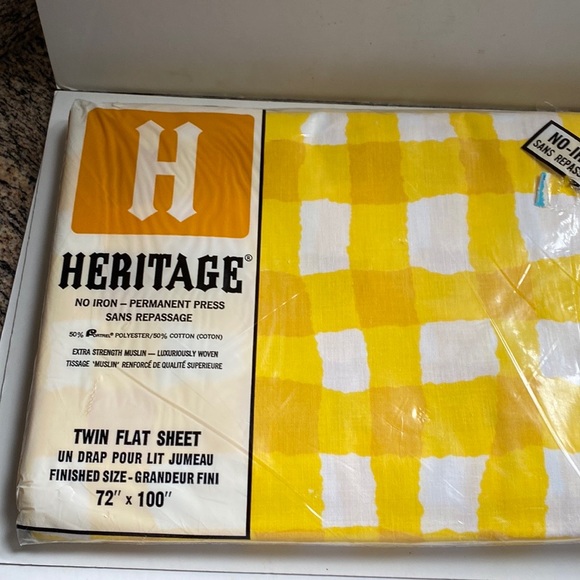 H
HERITAGE®
NO IRON – PERMANENT PRESS
SANS REPASSAGE
50% FORTREL® POLYESTER/50% COTTON (COTON)
EXTRA STRENGTH MUSLIN — LUXURIOUSLY WOVEN
TISSAGE "MUSLIN" RENFORCÉ DE QUALITÉ SUPERIEURE
TWIN FLAT SHEET
UN DRAP POUR LIT JUMEAU
FINISHED SIZE - GRANDEUR FINI
72" x 100"
NO-I
SANS REPASS